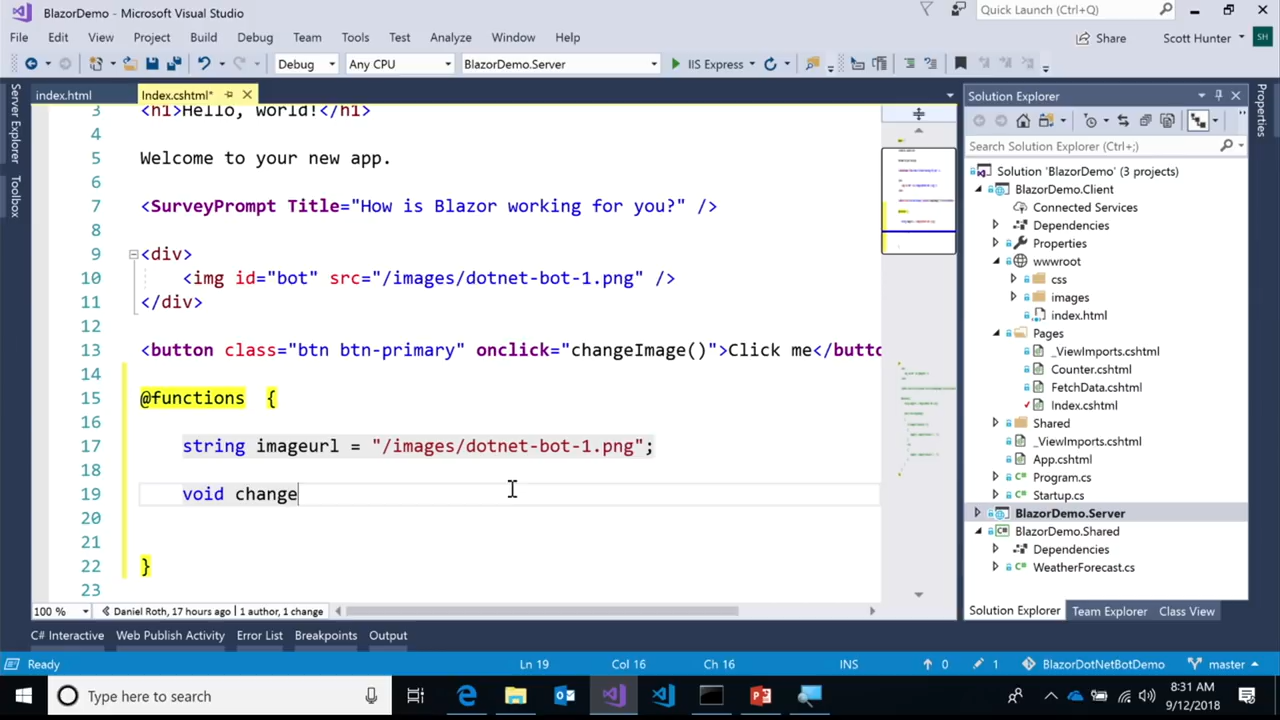 BlazorDemo - Microsoft Visual Studio
Quick Launch (Ctrl+Q)
File Edit View Project Build Debug Team Tools Test Analyze Window Help
Share Scott Hunter SH
Debug Any CPU BlazorDemo.Server IIS Express
index.html Index.cshtml*
Server Explorer
Toolbox
3 <h1>Hello, world!</h1>
4
5 Welcome to your new app.
6
7 <SurveyPrompt Title="How is Blazor working for you?" />
8
9 <div>
10 <img id="bot" src="/images/dotnet-bot-1.png" />
11 </div>
12
13 <button class="btn btn-primary" onclick="changeImage()">Click me</butto
14
15 @functions {
16
17 string imageurl = "/images/dotnet-bot-1.png";
18
19 void change
20
21
22 }
23
100 % Daniel Roth, 17 hours ago | 1 author, 1 change
Solution Explorer
Search Solution Explorer (Ctrl+;)
Solution 'BlazorDemo' (3 projects)
BlazorDemo.Client
Connected Services
Dependencies
Properties
wwwroot
css
images
index.html
Pages
_ViewImports.cshtml
Counter.cshtml
FetchData.cshtml
Index.cshtml
Shared
_ViewImports.cshtml
App.cshtml
Program.cs
Startup.cs
BlazorDemo.Server
BlazorDemo.Shared
Dependencies
WeatherForecast.cs
Solution Explorer Team Explorer Class View
Properties
C# Interactive Web Publish Activity Error List Breakpoints Output
Ready Ln 19 Col 16 Ch 16 INS 0 1 BlazorDotNetBotDemo master
Type here to search
8:31 AM
9/12/2018